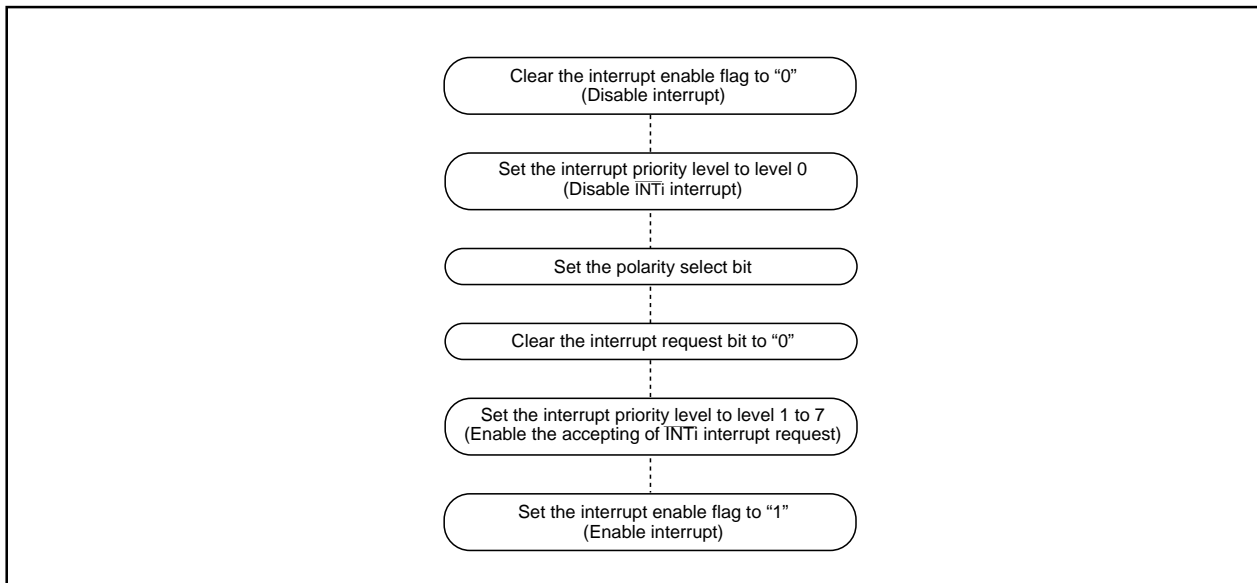 Clear the interrupt enable flag to “0”
(Disable interrupt)
Set the interrupt priority level to level 0
(Disable INTi interrupt)
Set the polarity select bit
Clear the interrupt request bit to “0”
Set the interrupt priority level to level 1 to 7
(Enable the accepting of INTi interrupt request)
Set the interrupt enable flag to “1”
(Enable interrupt)